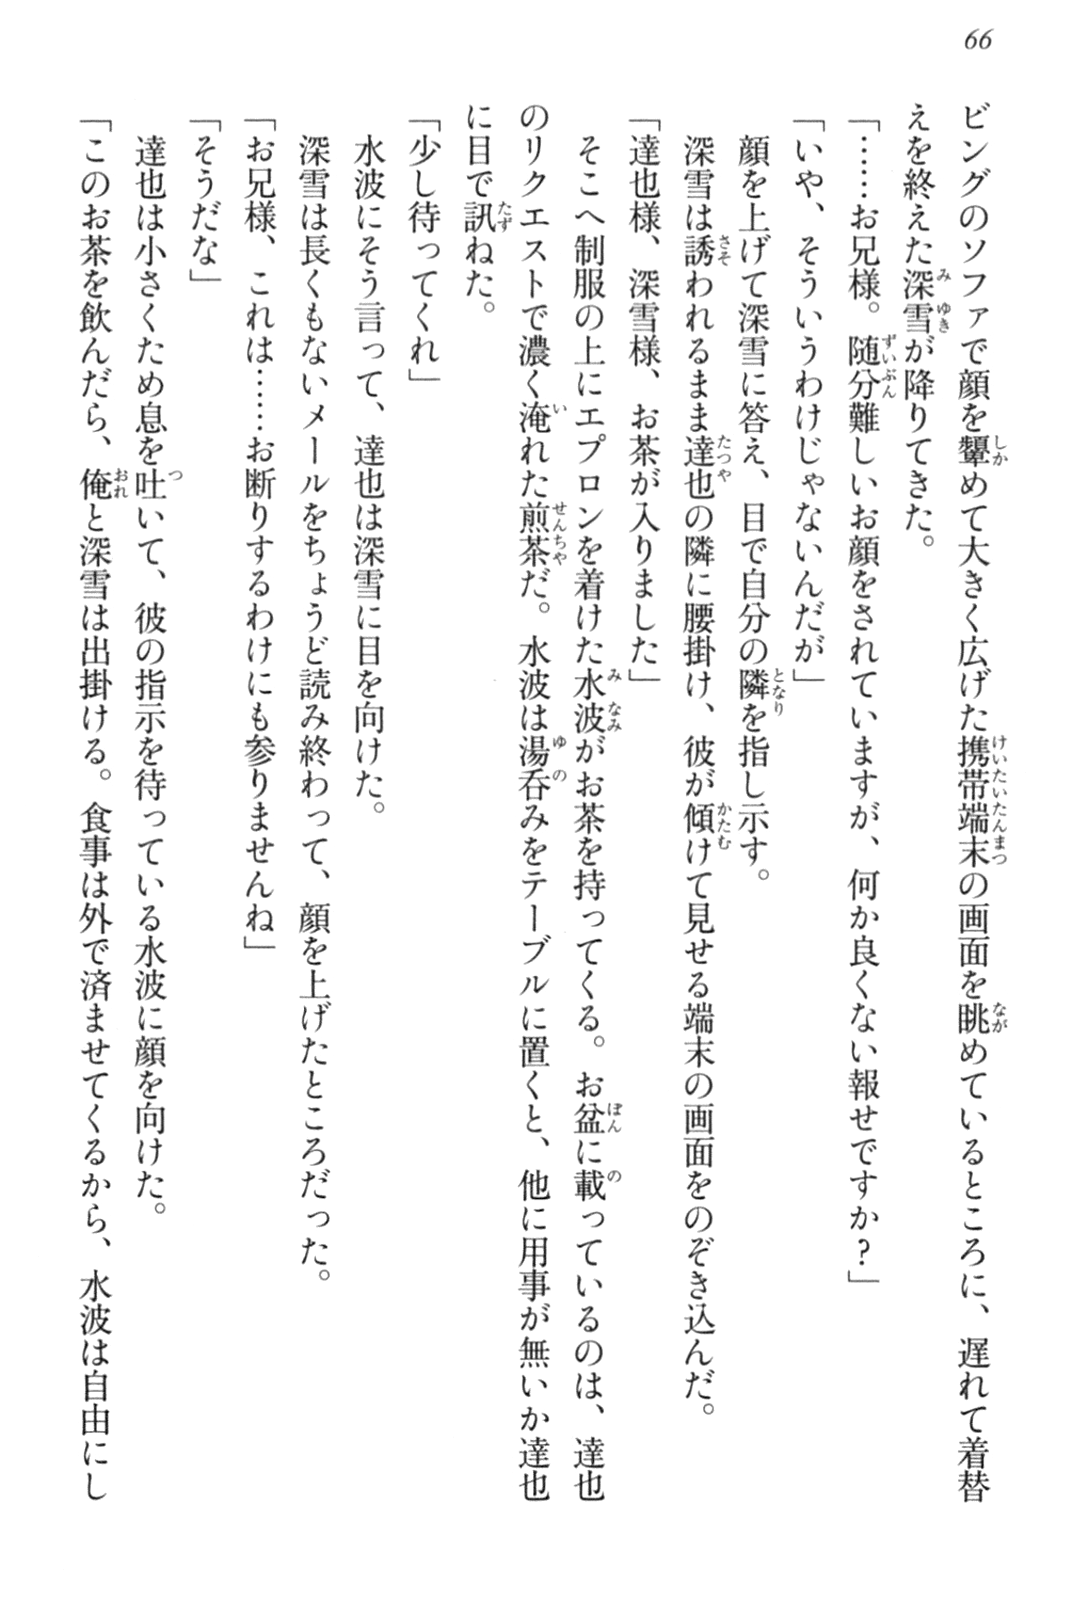 66
ビングのソファで顔を顰めて大きく広げた携帯端末の画面を眺めているところに、遅れて着替
えを終えた深雪が降りてきた。
「……お兄様。随分難しいお顔をされていますが、何か良くない報せですか?」
「いや、そういうわけじゃないんだが」
　顔を上げて深雪に答え、目で自分の隣を指し示す。
　深雪は誘われるまま達也の隣に腰掛け、彼が傾けて見せる端末の画面をのぞき込んだ。
「達也様、深雪様、お茶が入りました」
　そこへ制服の上にエプロンを着けた水波がお茶を持ってくる。お盆に載っているのは、達也
のリクエストで濃く淹れた煎茶だ。水波は湯呑みをテーブルに置くと、他に用事が無いか達也
に目で訊ねた。
「少し待ってくれ」
　水波にそう言って、達也は深雪に目を向けた。
　深雪は長くもないメールをちょうど読み終わって、顔を上げたところだった。
「お兄様、これは……お断りするわけにも参りませんね」
「そうだな」
　達也は小さくため息を吐いて、彼の指示を待っている水波に顔を向けた。
「このお茶を飲んだら、俺と深雪は出掛ける。食事は外で済ませてくるから、水波は自由にし